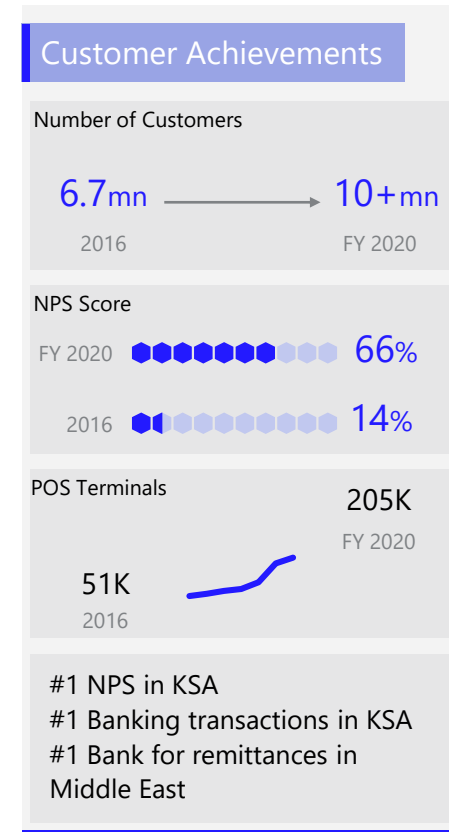 Customer Achievements
Number of Customers
6.7mn
10+mn
2016
FY 2020
NPS Score
FY 2020
66%
2016
14%
POS Terminals
205K
FY 2020
51K
2016
#1 NPS in KSA
#1 Banking transactions in KSA
#1 Bank for remittances in
Middle East